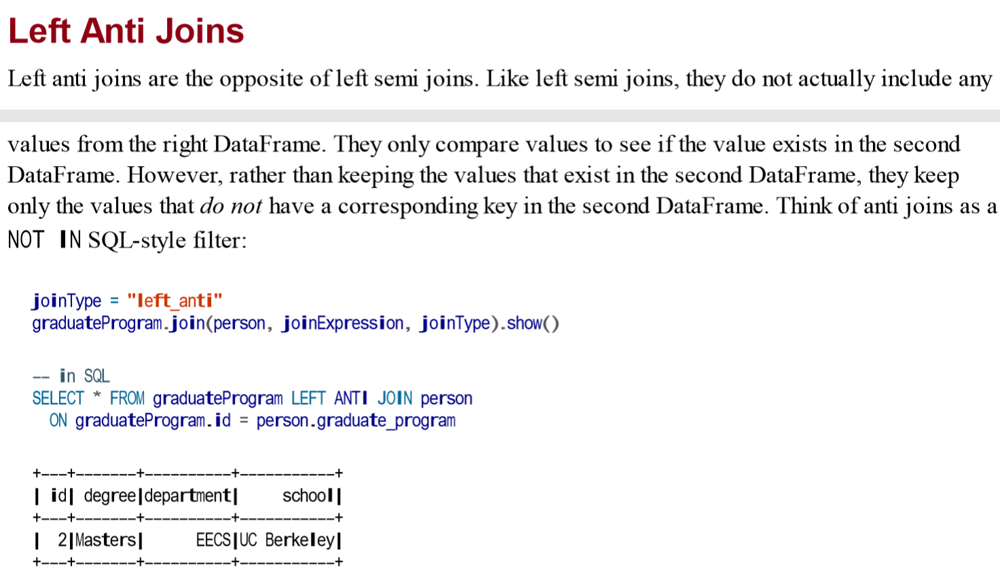 Left Anti Joins
Left anti joins are the opposite of left semi joins. Like left semi joins, they do not actually include any
values from the right DataFrame. They only compare values to see if the value exists in the second
DataFrame. However, rather than keeping the values that exist in the second DataFrame, they keep
only the values that do not have a corresponding key in the second DataFrame. Think of anti joins as a
NOT IN SQL-style filter:
joinType = "left_anti"
graduateProgram.join(person, joinExpression, joinType).show()
-- in SQL
SELECT * FROM graduateProgram LEFT ANTI JOIN person
  ON graduateProgram.id = person.graduate_program
+---+-------+----------+-----------+
| id| degree|department|     school|
+---+-------+----------+-----------+
|  2|Masters|      EECS|UC Berkeley|
+---+-------+----------+-----------+